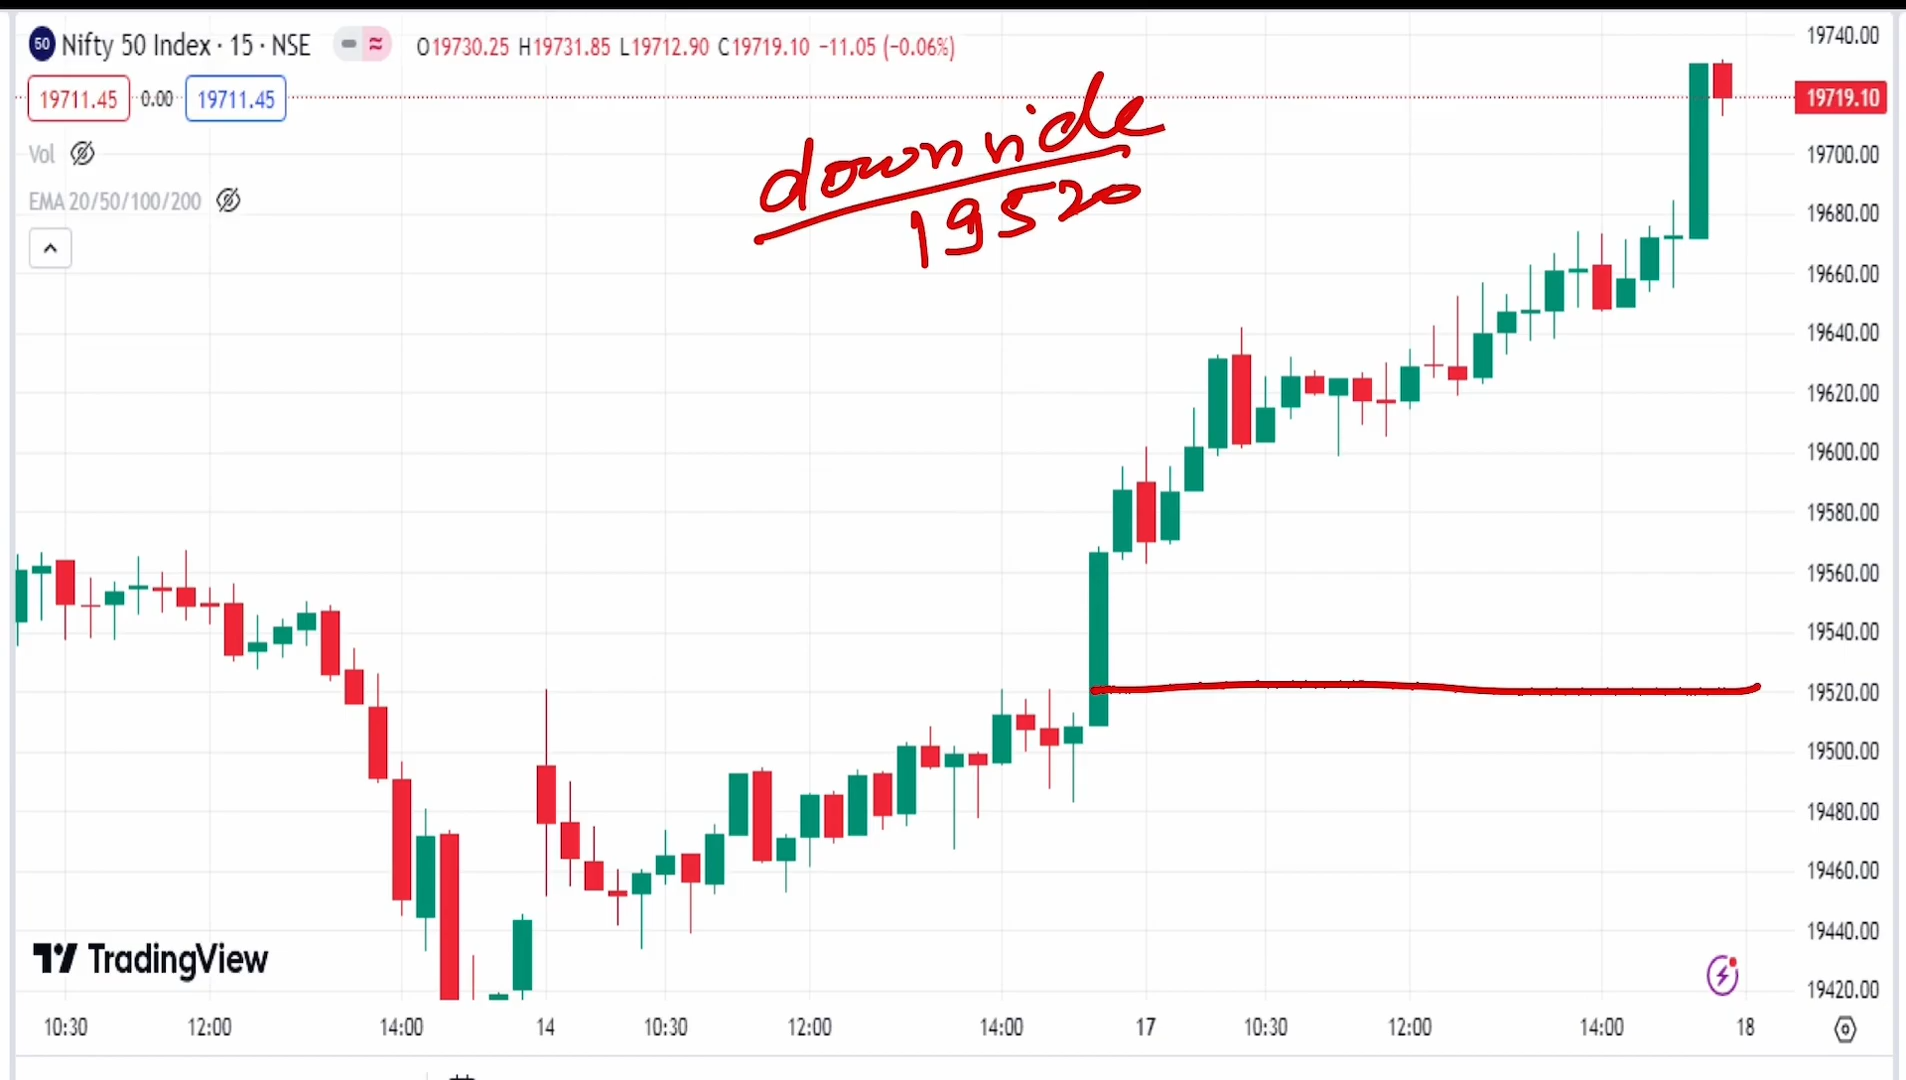 60 Nifty 50 Index · 15 · NSE O19730.25 H19731.85 L19712.90 C19719.10 −11.05 (−0.06%)
19711.45 0.00 19711.45
Vol
EMA 20/50/100/200
downside
19520
19740.00
19719.10
19700.00
19680.00
19660.00
19640.00
19620.00
19600.00
19580.00
19560.00
19540.00
19520.00
19500.00
19480.00
19460.00
19440.00
19420.00
TradingView
10:30 12:00 14:00 14 10:30 12:00 14:00 17 10:30 12:00 14:00 18